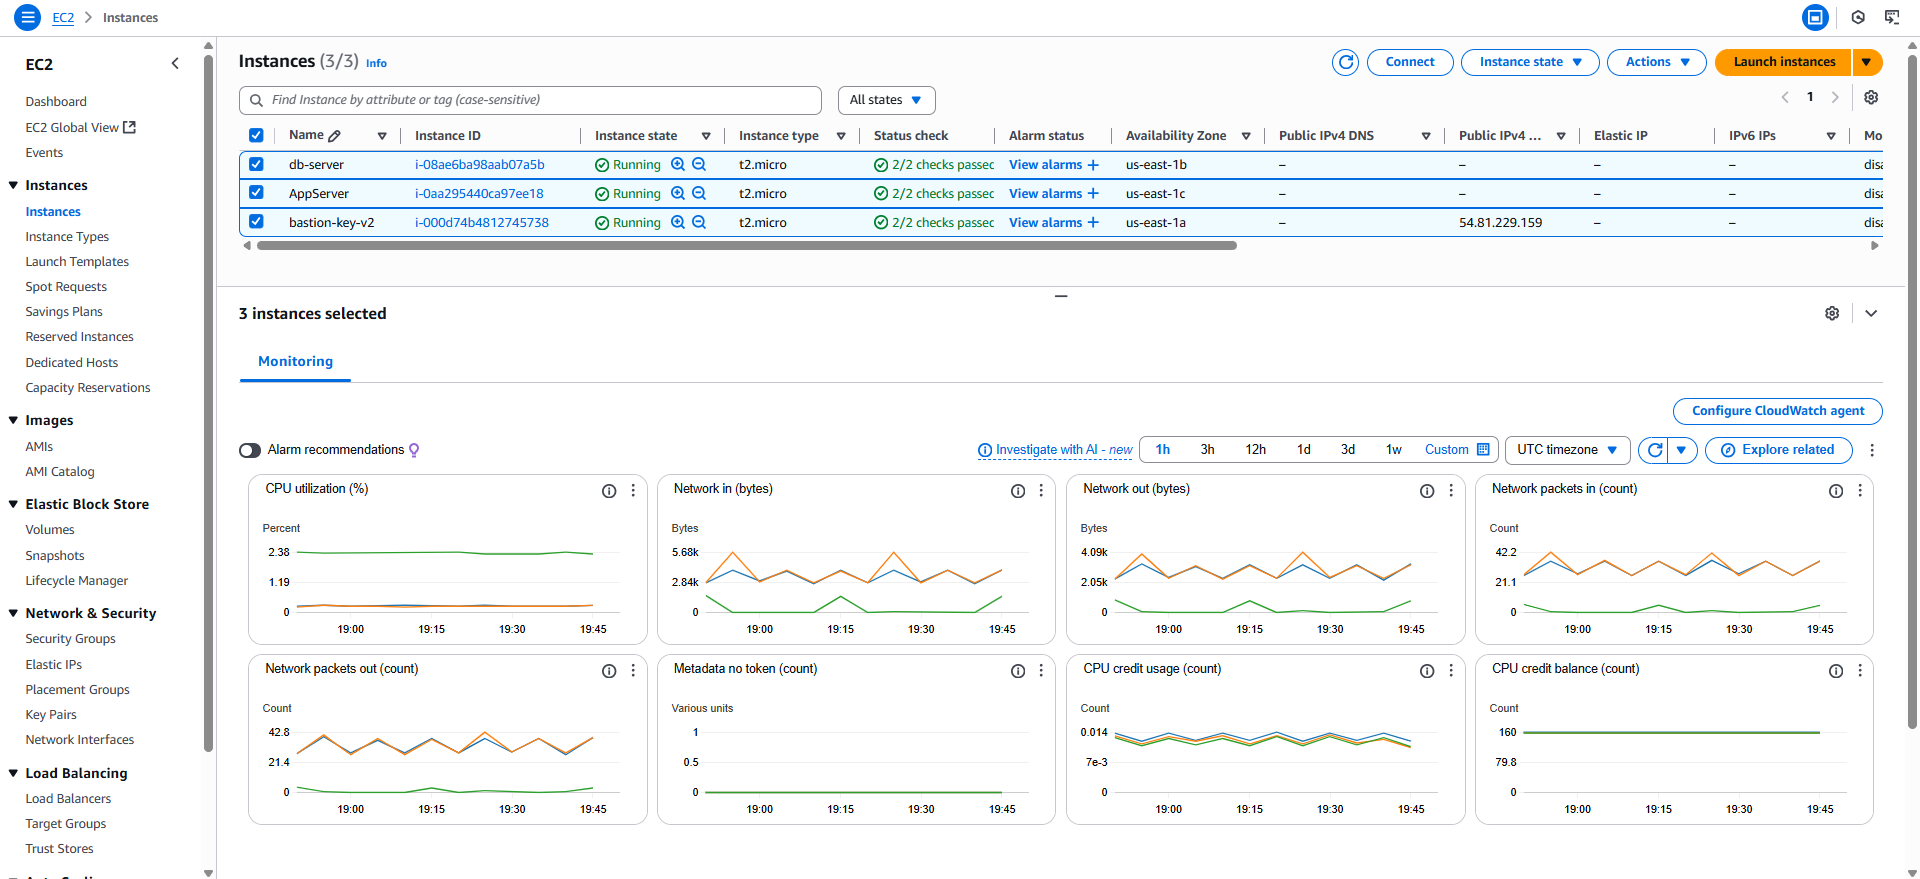 EC2 > Instances
EC2
Dashboard
EC2 Global View
Events
Instances
Instances
Instance Types
Launch Templates
Spot Requests
Savings Plans
Reserved Instances
Dedicated Hosts
Capacity Reservations
Images
AMIs
AMI Catalog
Elastic Block Store
Volumes
Snapshots
Lifecycle Manager
Network & Security
Security Groups
Elastic IPs
Placement Groups
Key Pairs
Network Interfaces
Load Balancing
Load Balancers
Target Groups
Trust Stores
Instances (3/3) Info
Connect Instance state Actions Launch instances
Find Instance by attribute or tag (case-sensitive) All states 1
Name Instance ID Instance state Instance type Status check Alarm status Availability Zone Public IPv4 DNS Public IPv4 ... Elastic IP IPv6 IPs Mo
db-server i-08ae6ba98aab07a5b Running t2.micro 2/2 checks passec View alarms + us-east-1b – – – – disa
AppServer i-0aa295440ca97ee18 Running t2.micro 2/2 checks passec View alarms + us-east-1c – – – – disa
bastion-key-v2 i-000d74b4812745738 Running t2.micro 2/2 checks passec View alarms + us-east-1a – 54.81.229.159 – – disa
3 instances selected
Monitoring
Configure CloudWatch agent
Alarm recommendations Investigate with AI - new 1h 3h 12h 1d 3d 1w Custom UTC timezone Explore related
CPU utilization (%)
Percent
2.38
1.19
0
19:00 19:15 19:30 19:45
Network in (bytes)
Bytes
5.68k
2.84k
0
19:00 19:15 19:30 19:45
Network out (bytes)
Bytes
4.09k
2.05k
0
19:00 19:15 19:30 19:45
Network packets in (count)
Count
42.2
21.1
0
19:00 19:15 19:30 19:45
Network packets out (count)
Count
42.8
21.4
0
19:00 19:15 19:30 19:45
Metadata no token (count)
Various units
1
0.5
0
19:00 19:15 19:30 19:45
CPU credit usage (count)
Count
0.014
7e-3
0
19:00 19:15 19:30 19:45
CPU credit balance (count)
Count
160
79.8
0
19:00 19:15 19:30 19:45